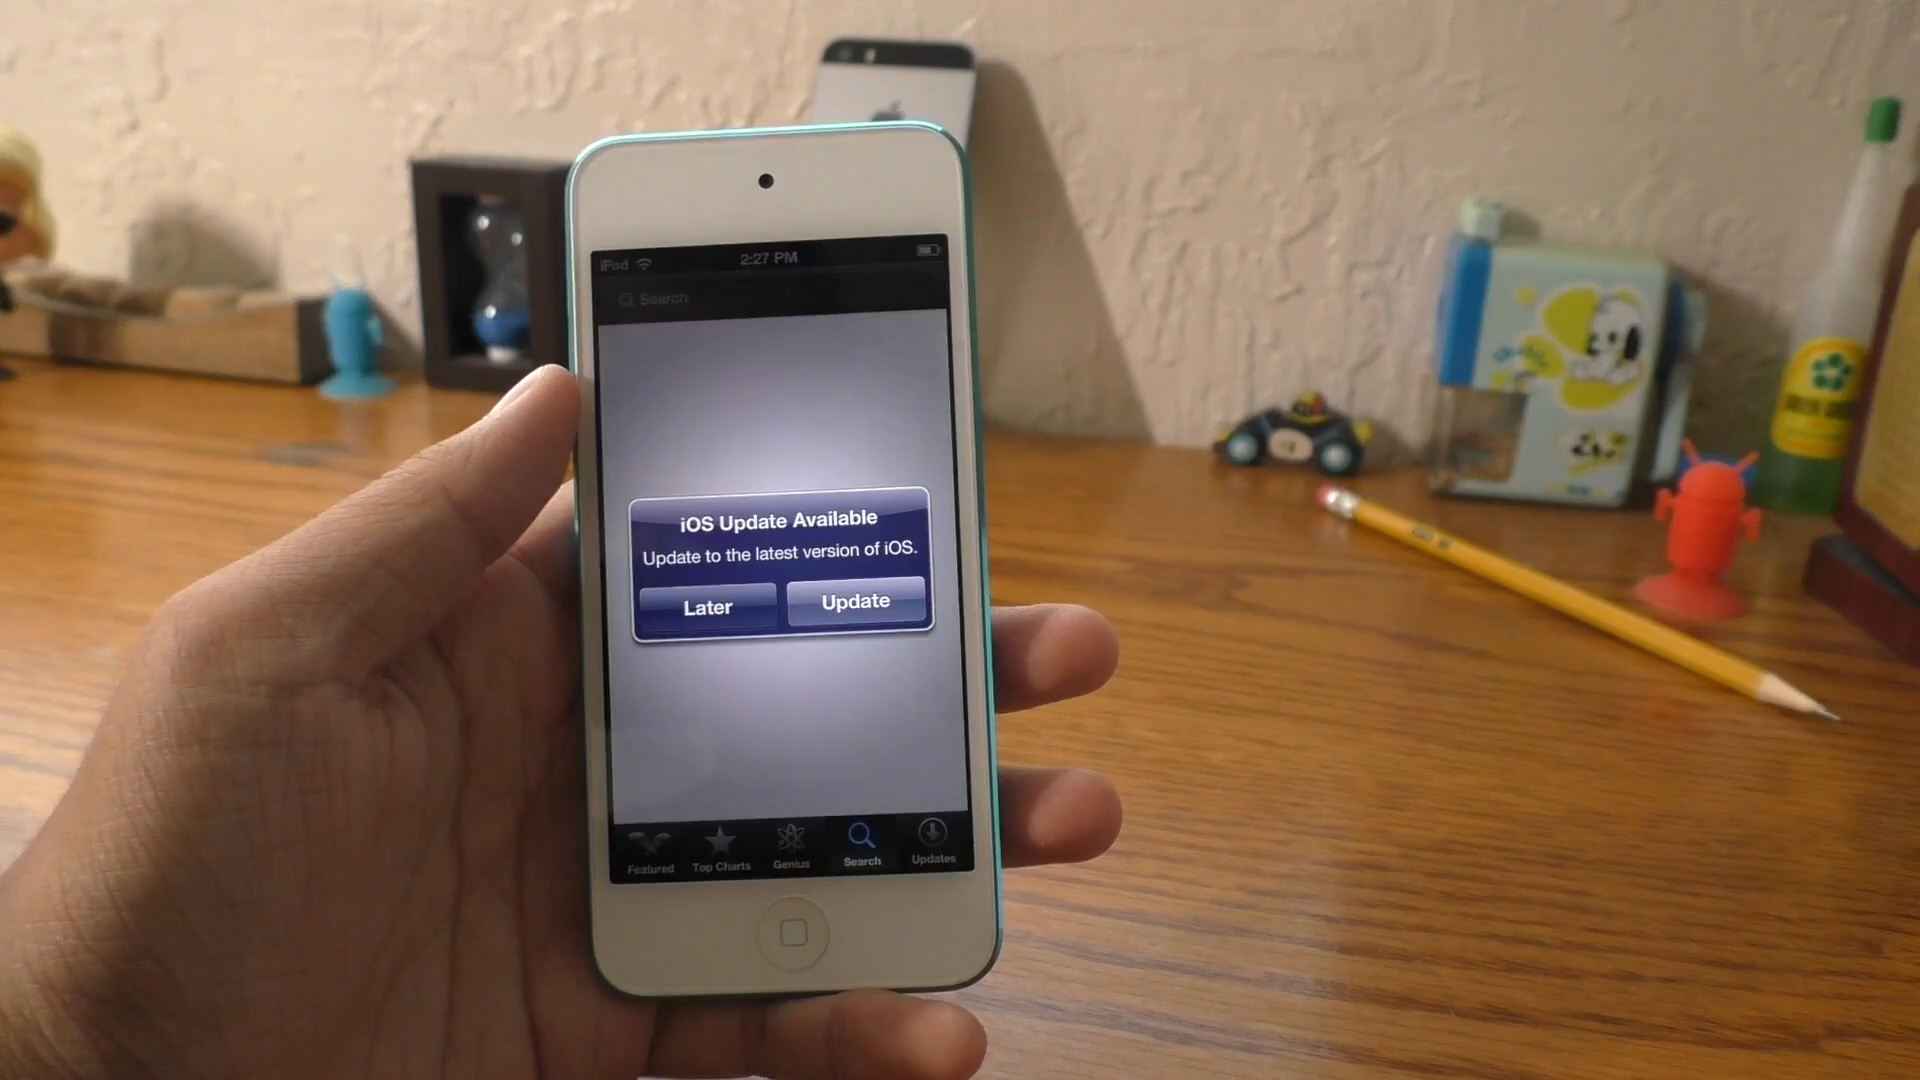 iPod 2:27 PM
Search
iOS Update Available
Update to the latest version of iOS.
Later Update
Featured Top Charts Genius Search Updates